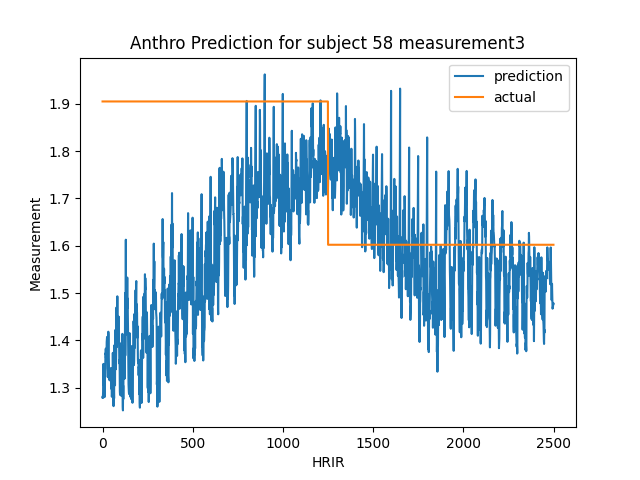 Anthro Prediction for subject 58 measurement3
prediction
actual
1.9
1.8
1.7
1.6
1.5
1.4
1.3
Measurement
0
500
1000
1500
2000
2500
HRIR